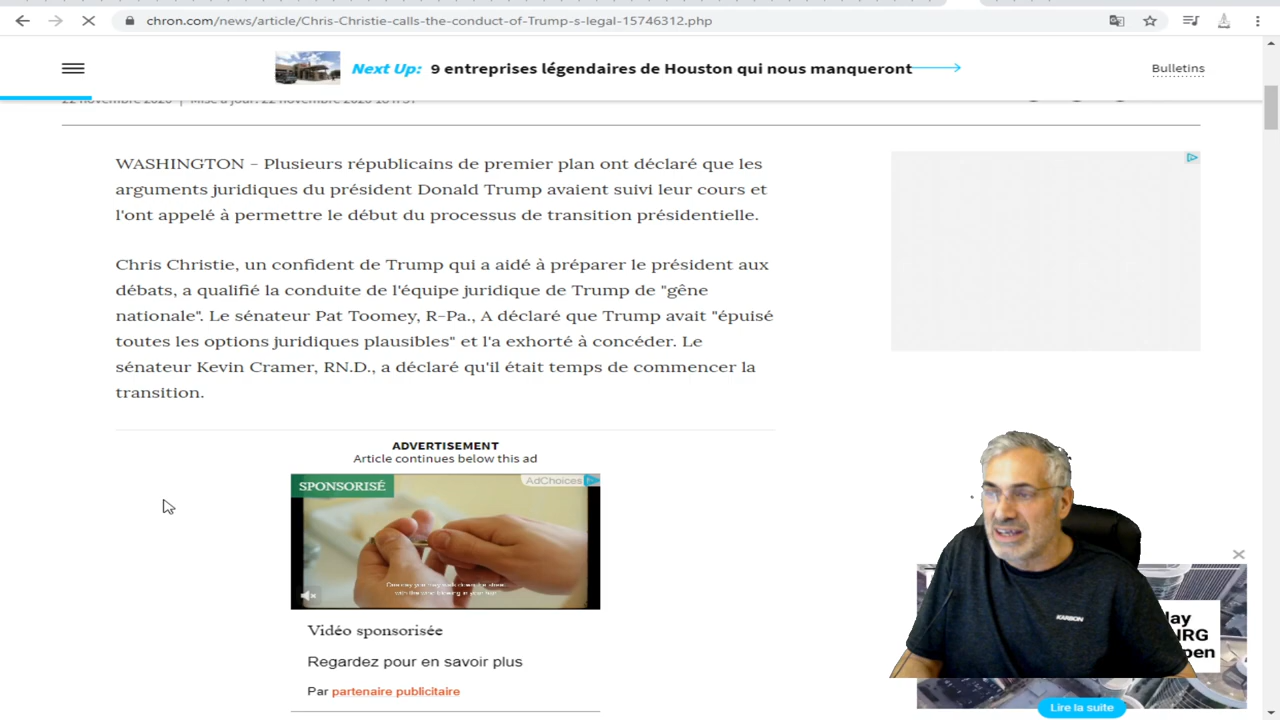 chron.com/news/article/Chris-Christie-calls-the-conduct-of-Trump-s-legal-15746312.php
Next Up: 9 entreprises légendaires de Houston qui nous manqueront
Bulletins
WASHINGTON - Plusieurs républicains de premier plan ont déclaré que les
arguments juridiques du président Donald Trump avaient suivi leur cours et
l'ont appelé à permettre le début du processus de transition présidentielle.
Chris Christie, un confident de Trump qui a aidé à préparer le président aux
débats, a qualifié la conduite de l'équipe juridique de Trump de "gêne
nationale". Le sénateur Pat Toomey, R-Pa., A déclaré que Trump avait "épuisé
toutes les options juridiques plausibles" et l'a exhorté à concéder. Le
sénateur Kevin Cramer, RN.D., a déclaré qu'il était temps de commencer la
transition.
ADVERTISEMENT
Article continues below this ad
SPONSORISÉ
AdChoices
Vidéo sponsorisée
Regardez pour en savoir plus
Par partenaire publicitaire
KARBON
Lire la suite